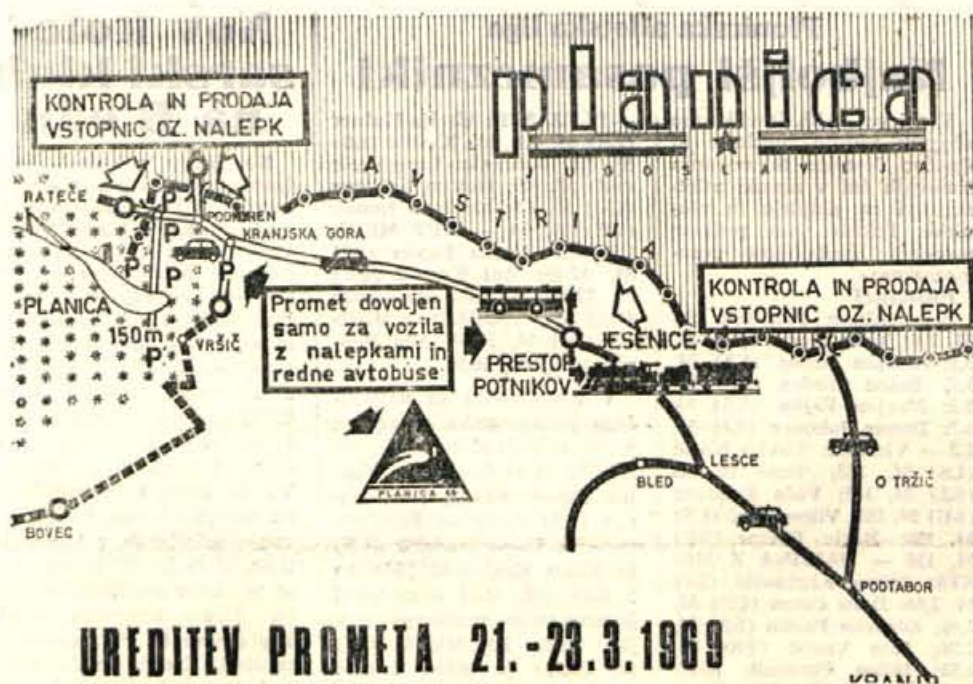 planica
JUGOSLAVIJA
KONTROLA IN PRODAJA
VSTOPNIC OZ. NALEPK
AVSTRIJA
RATEČE
PODKOREN
KRANJSKA GORA
P
P
P
P
P
P
PLANICA
150m
P
VRŠIČ
BOVEC
Promet dovoljen
samo za vozila
z nalepkami in
redne avtobuse
KONTROLA IN PRODAJA
VSTOPNIC OZ. NALEPK
JESENICE
PRESTOP
POTNIKOV
PLANICA 69
BLED
LESCE
O TRŽIČ
PODTABOR
KRANJ
UREDITEV PROMETA 21.-23.3.1969